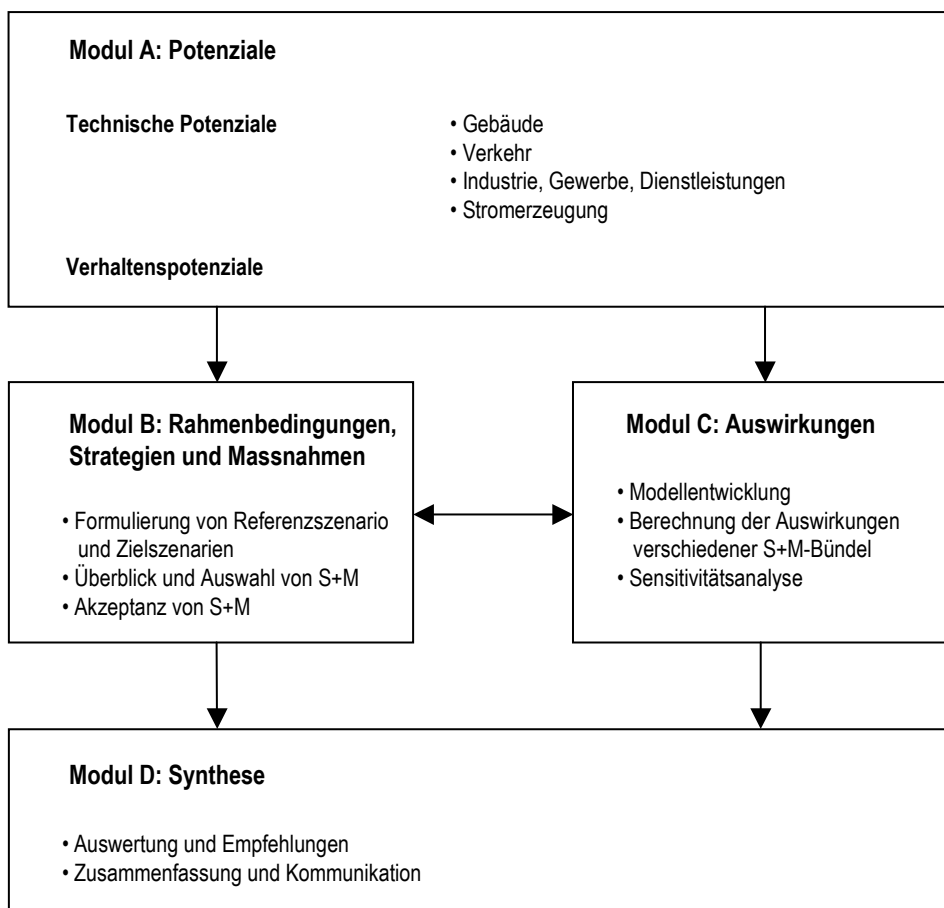 Modul A: Potenziale
Technische Potenziale
• Gebäude
• Verkehr
• Industrie, Gewerbe, Dienstleistungen
• Stromerzeugung
Verhaltenspotenziale
Modul B: Rahmenbedingungen,
Strategien und Massnahmen
• Formulierung von Referenzszenario
und Zielszenarien
• Überblick und Auswahl von S+M
• Akzeptanz von S+M
Modul C: Auswirkungen
• Modellentwicklung
• Berechnung der Auswirkungen
verschiedener S+M-Bündel
• Sensitivitätsanalyse
Modul D: Synthese
• Auswertung und Empfehlungen
• Zusammenfassung und Kommunikation